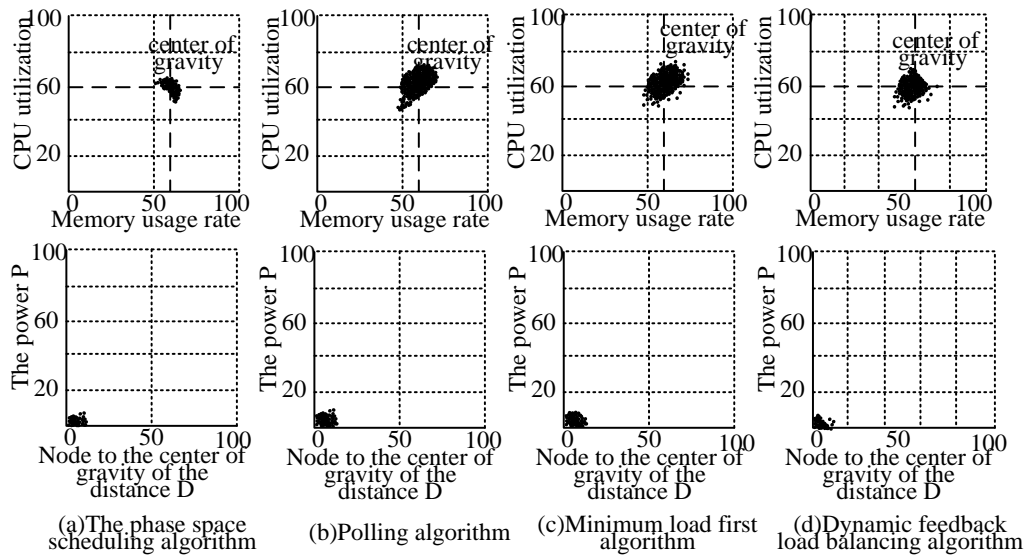 100
60
20
CPU utilization
center of
gravity
0
50
100
Memory usage rate
100
60
20
CPU utilization
center of
gravity
0
50
100
Memory usage rate
100
60
20
CPU utilization
center of
gravity
0
50
100
Memory usage rate
100
60
20
CPU utilization
center of
gravity
0
50
100
Memory usage rate
100
60
20
The power P
0
50
100
Node to the center of
gravity of the
distance D
100
60
20
The power P
0
50
100
Node to the center of
gravity of the
distance D
100
60
20
The power P
0
50
100
Node to the center of
gravity of the
distance D
100
60
20
The power P
0
50
100
Node to the center of
gravity of the
distance D
(a)The phase space
scheduling algorithm
(b)Polling algorithm
(c)Minimum load first
algorithm
(d)Dynamic feedback
load balancing algorithm